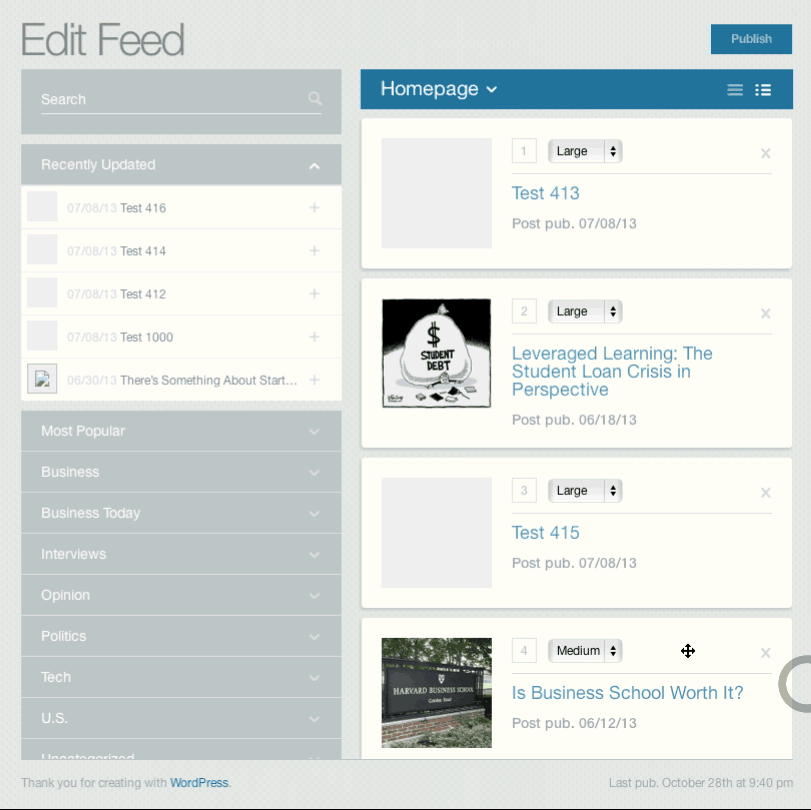 Edit Feed
Publish
Search
Recently Updated
07/08/13 Test 416
07/08/13 Test 414
07/08/13 Test 412
07/08/13 Test 1000
06/30/13 There's Something About Start...
Most Popular
Business
Business Today
Interviews
Opinion
Politics
Tech
U.S.
Uncategorized
Homepage
1 Large
Test 413
Post pub. 07/08/13
$
STUDENT
DEBT
2 Large
Leveraged Learning: The
Student Loan Crisis in
Perspective
Post pub. 06/18/13
3 Large
Test 415
Post pub. 07/08/13
HARVARD BUSINESS SCHOOL
4 Medium
Is Business School Worth It?
Post pub. 06/12/13
Thank you for creating with WordPress.
Last pub. October 28th at 9:40 pm